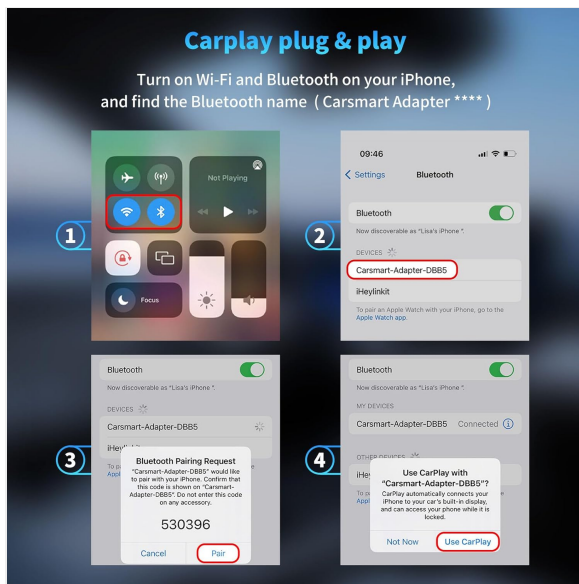 Carplay plug & play
Turn on Wi-Fi and Bluetooth on your iPhone,
and find the Bluetooth name ( Carsmart Adapter **** )
1
Not Playing
Focus
2
09:46
Settings
Bluetooth
Bluetooth
Now discoverable as "Lisa's iPhone ".
DEVICES
Carsmart-Adapter-DBB5
iHeylinkit
To pair an Apple Watch with your iPhone, go to the
Apple Watch app.
3
Bluetooth
Now discoverable as "Lisa's iPhone ".
DEVICES
Carsmart-Adapter-DBB5
Bluetooth Pairing Request
"Carsmart-Adapter-DBB5" would like
to pair with your iPhone. Confirm that
this code is shown on "Carsmart-
Adapter-DBB5". Do not enter this code
on any accessory.
530396
Cancel
Pair
4
Bluetooth
Now discoverable as "Lisa's iPhone ".
MY DEVICES
Carsmart-Adapter-DBB5 Connected
OTHER DEVICES
Use CarPlay with
"Carsmart-Adapter-DBB5"?
CarPlay automatically connects your
iPhone to your car's built-in display,
and can access your phone while it is
locked.
Not Now
Use CarPlay